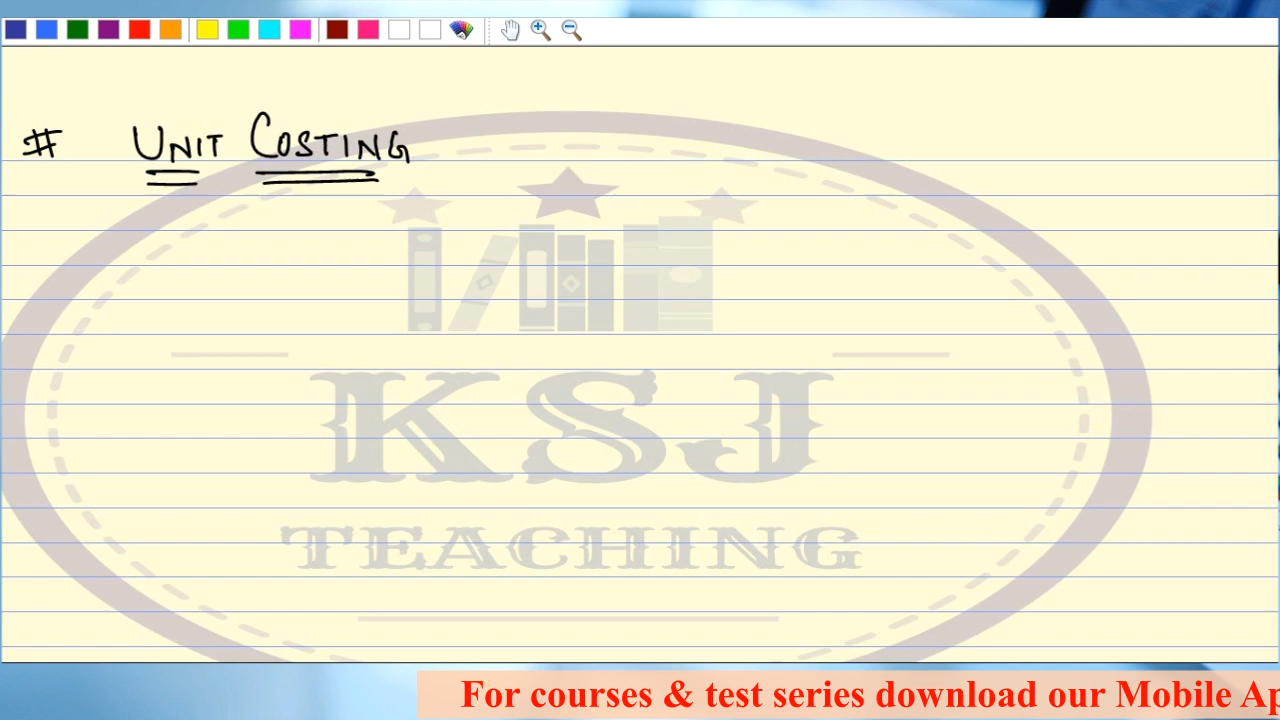 # UNIT COSTING
KSJ
TEACHING
For courses & test series download our Mobile Ap